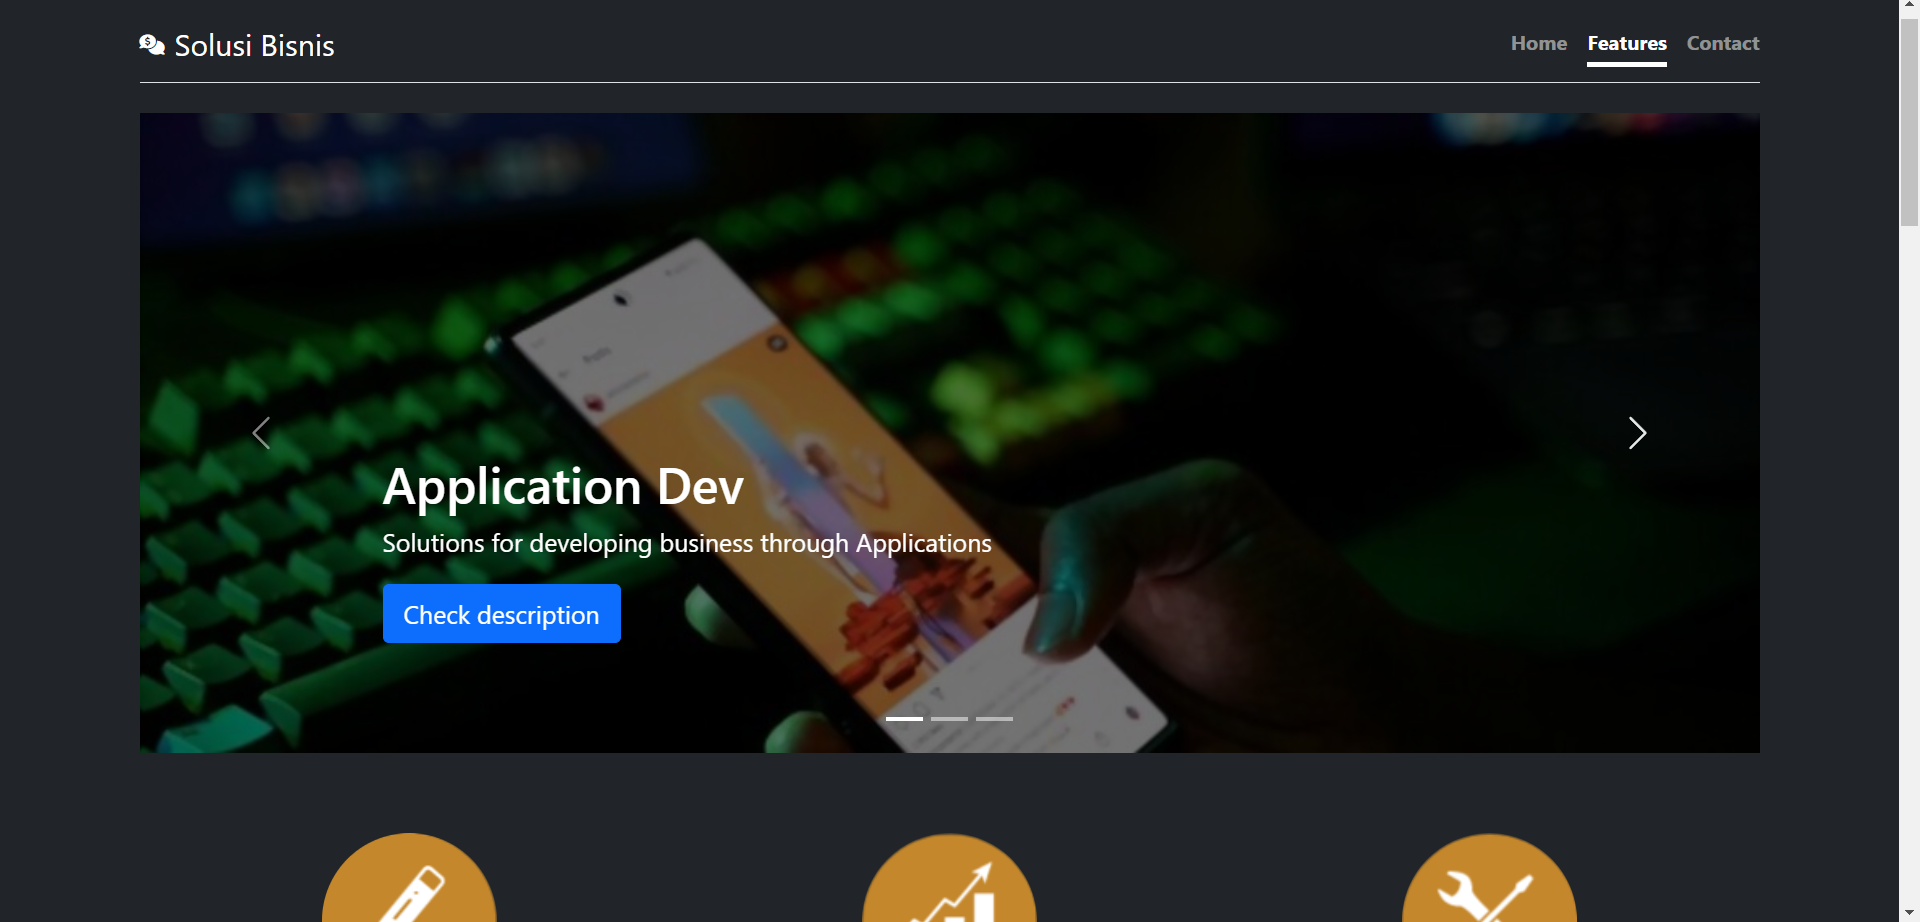 Solusi Bisnis
Home Features Contact
Application Dev
Solutions for developing business through Applications
Check description